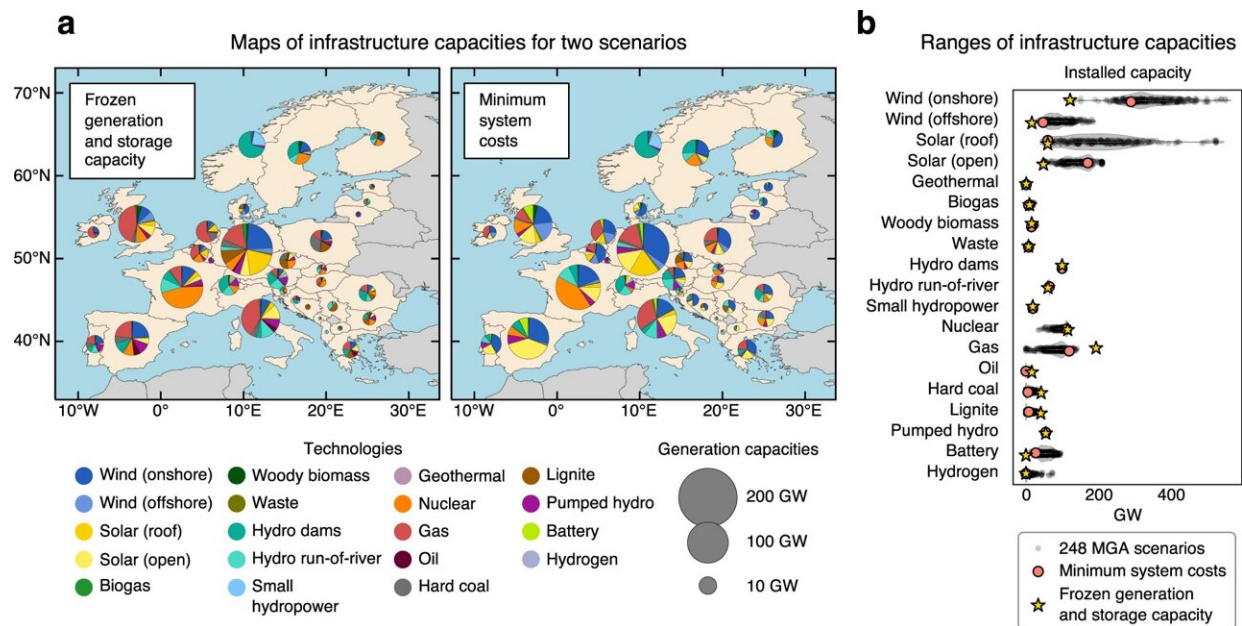 a
Maps of infrastructure capacities for two scenarios
Frozen
generation
and storage
capacity
Minimum
system
costs
70°N
60°N
50°N
40°N
10°W
0°
10°E
20°E
30°E
10°W
0°
10°E
20°E
30°E
Technologies
Wind (onshore)
Wind (offshore)
Solar (roof)
Solar (open)
Biogas
Woody biomass
Waste
Hydro dams
Hydro run-of-river
Small
hydropower
Geothermal
Nuclear
Gas
Oil
Hard coal
Lignite
Pumped hydro
Battery
Hydrogen
Generation capacities
200 GW
100 GW
10 GW
b
Ranges of infrastructure capacities
Installed capacity
Wind (onshore)
Wind (offshore)
Solar (roof)
Solar (open)
Geothermal
Biogas
Woody biomass
Waste
Hydro dams
Hydro run-of-river
Small hydropower
Nuclear
Gas
Oil
Hard coal
Lignite
Pumped hydro
Battery
Hydrogen
0
200
400
GW
248 MGA scenarios
Minimum system costs
Frozen generation
and storage capacity